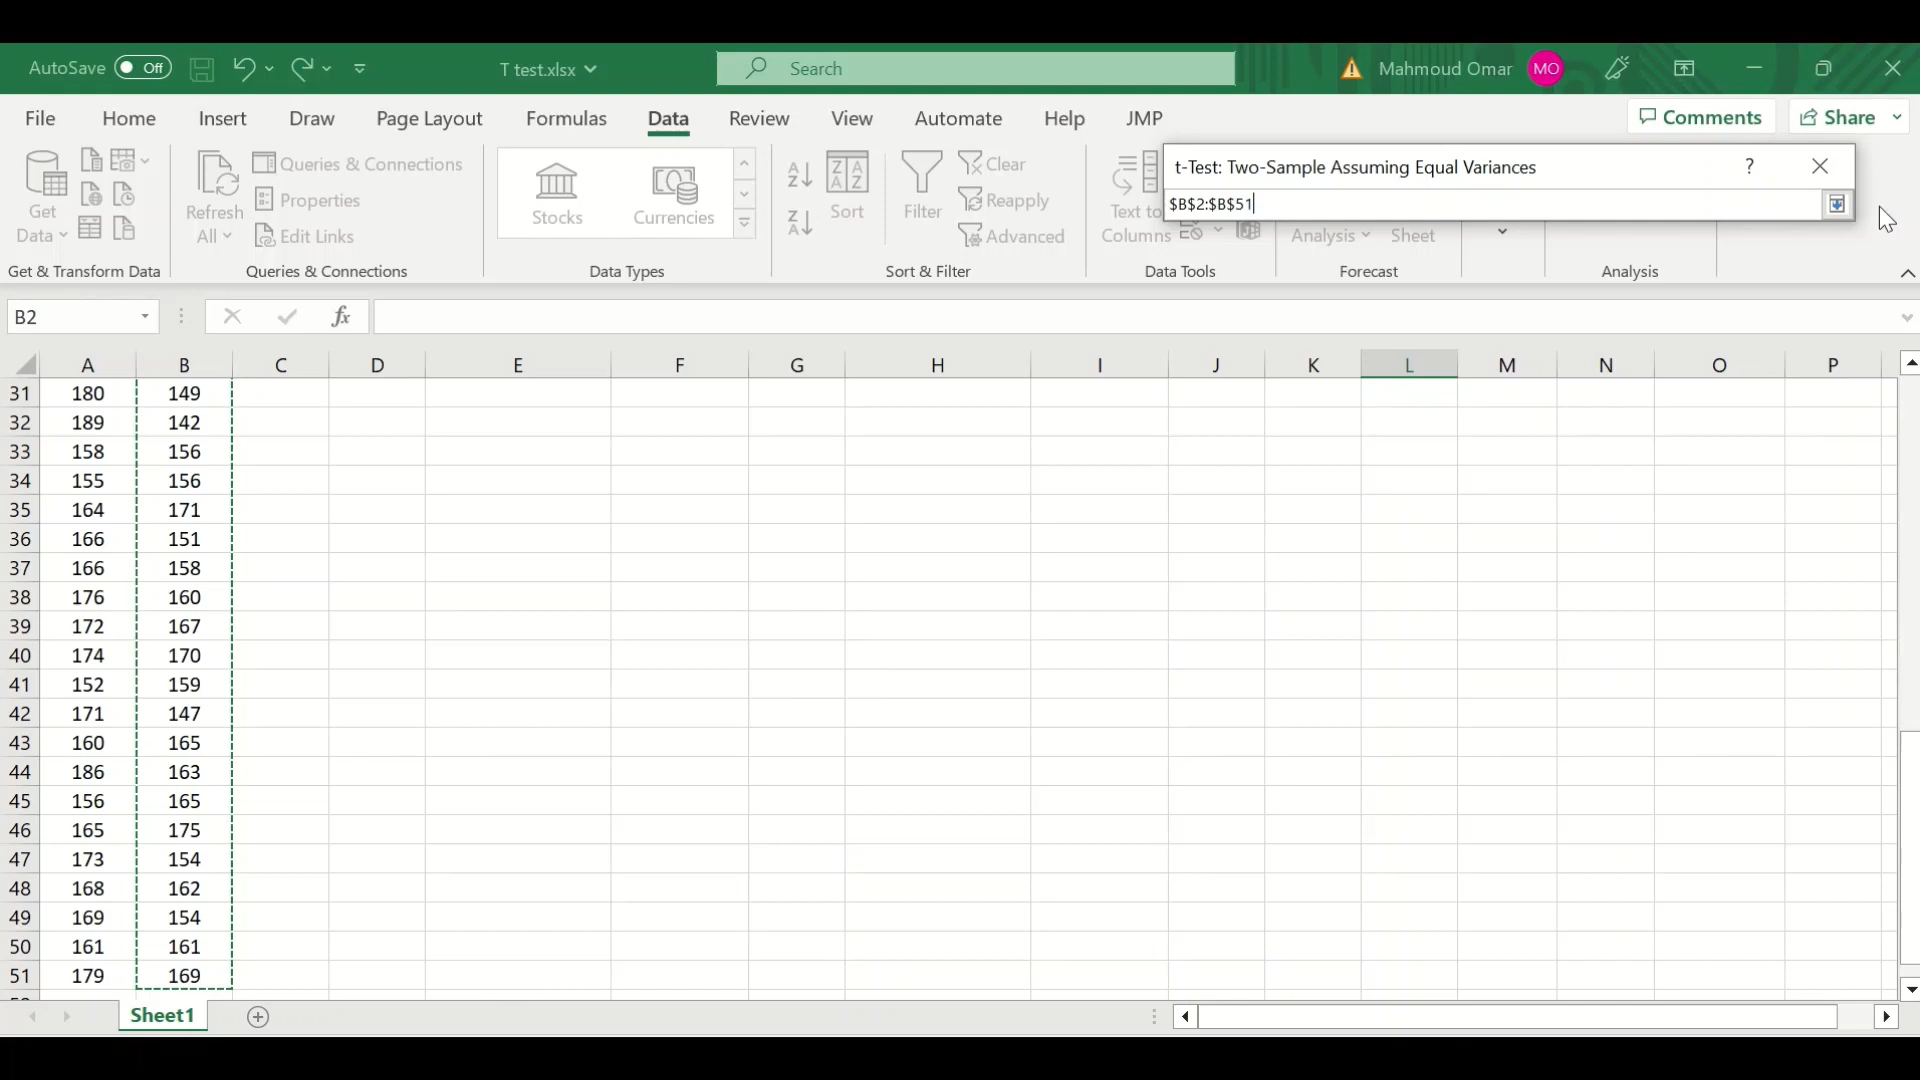 AutoSave Off T test.xlsx Search Mahmoud Omar MO
File Home Insert Draw Page Layout Formulas Data Review View Automate Help JMP Comments Share
t-Test: Two-Sample Assuming Equal Variances ?
$B$2:$B$51
Get Data
Refresh All
Queries & Connections
Properties
Edit Links
Stocks
Currencies
Sort
Filter
Clear
Reapply
Advanced
Text to
Columns
Analysis
Sheet
Get & Transform Data Queries & Connections Data Types Sort & Filter Data Tools Forecast Analysis
B2 fx
A B C D E F G H I J K L M N O P
31 180 149
32 189 142
33 158 156
34 155 156
35 164 171
36 166 151
37 166 158
38 176 160
39 172 167
40 174 170
41 152 159
42 171 147
43 160 165
44 186 163
45 156 165
46 165 175
47 173 154
48 168 162
49 169 154
50 161 161
51 179 169
Sheet1